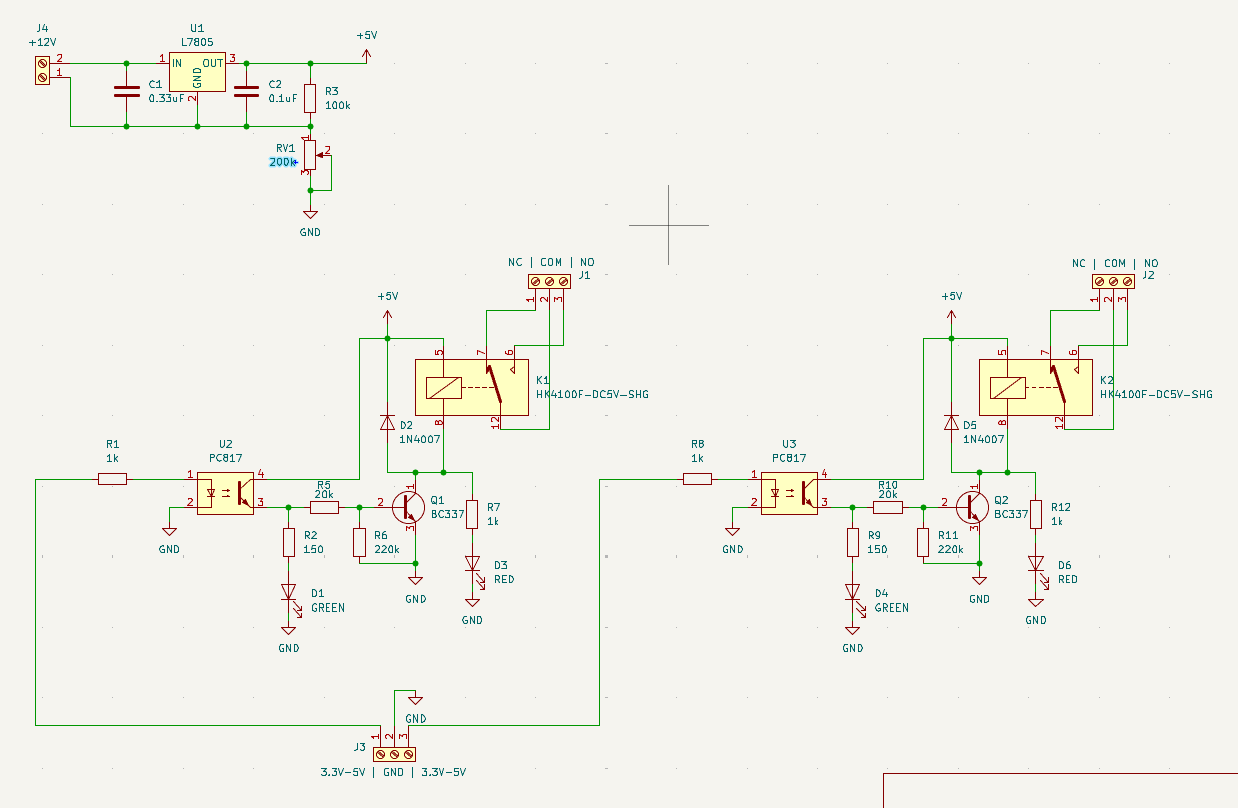 J4
+12V
2
1
U1
L7805
1
IN
OUT
3
GND
2
C1
0.33uF
C2
0.1uF
+5V
R3
100k
RV1
200k
1
2
3
GND
NC | COM | NO
J1
1
2
3
+5V
5
7
6
K1
HK4100F-DC5V-SHG
8
12
D2
1N4007
R1
1k
U2
PC817
1
2
4
3
GND
R5
20k
2
1
3
Q1
BC337
R2
150
R6
220k
R7
1k
D1
GREEN
GND
GND
D3
RED
GND
NC | COM | NO
J2
1
2
3
+5V
5
7
6
K2
HK4100F-DC5V-SHG
8
12
D5
1N4007
R8
1k
U3
PC817
1
2
4
3
GND
R10
20k
2
1
3
Q2
BC337
R9
150
R11
220k
R12
1k
D4
GREEN
GND
GND
D6
RED
GND
GND
1
2
3
J3
3.3V-5V | GND | 3.3V-5V